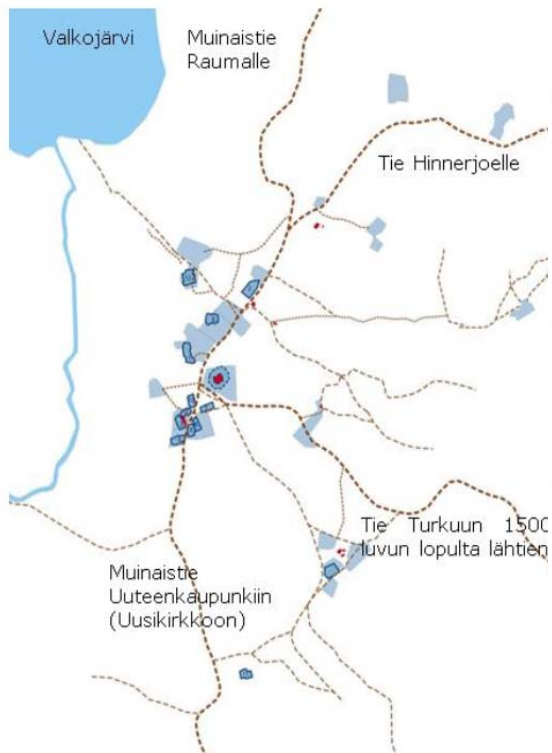 Valkojärvi
Muinaistie
Raumalle
Tie Hinnerjoelle
Tie Turkuun 1500
luvun lopulta lähtien
Muinaistie
Uuteenkaupunkiin
(Uusikirkkoon)